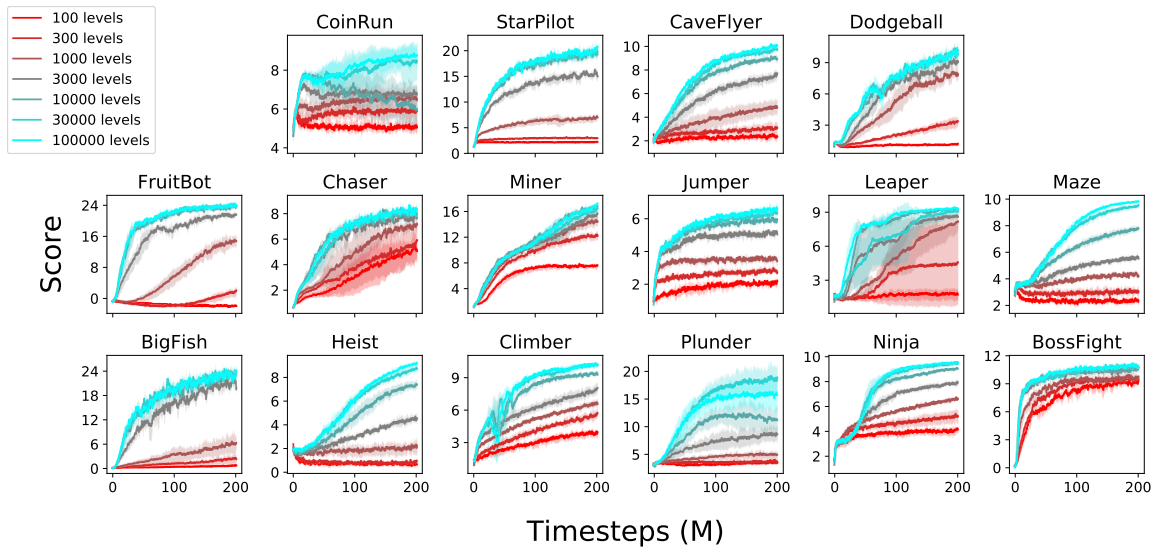 100 levels
300 levels
1000 levels
3000 levels
10000 levels
30000 levels
100000 levels
CoinRun
8
6
4
StarPilot
20
15
10
5
0
CaveFlyer
10
8
6
4
2
Dodgeball
9
6
3
Score
FruitBot
24
16
8
0
Chaser
8
6
4
2
Miner
16
12
8
4
Jumper
6
4
2
Leaper
9
6
3
Maze
10
8
6
4
2
BigFish
24
18
12
6
0
0 100 200
Heist
8
6
4
2
0
0 100 200
Climber
9
6
3
0 100 200
Plunder
20
15
10
5
0 100 200
Ninja
10
8
6
4
2
0 100 200
BossFight
12
9
6
3
0
0 100 200
Timesteps (M)